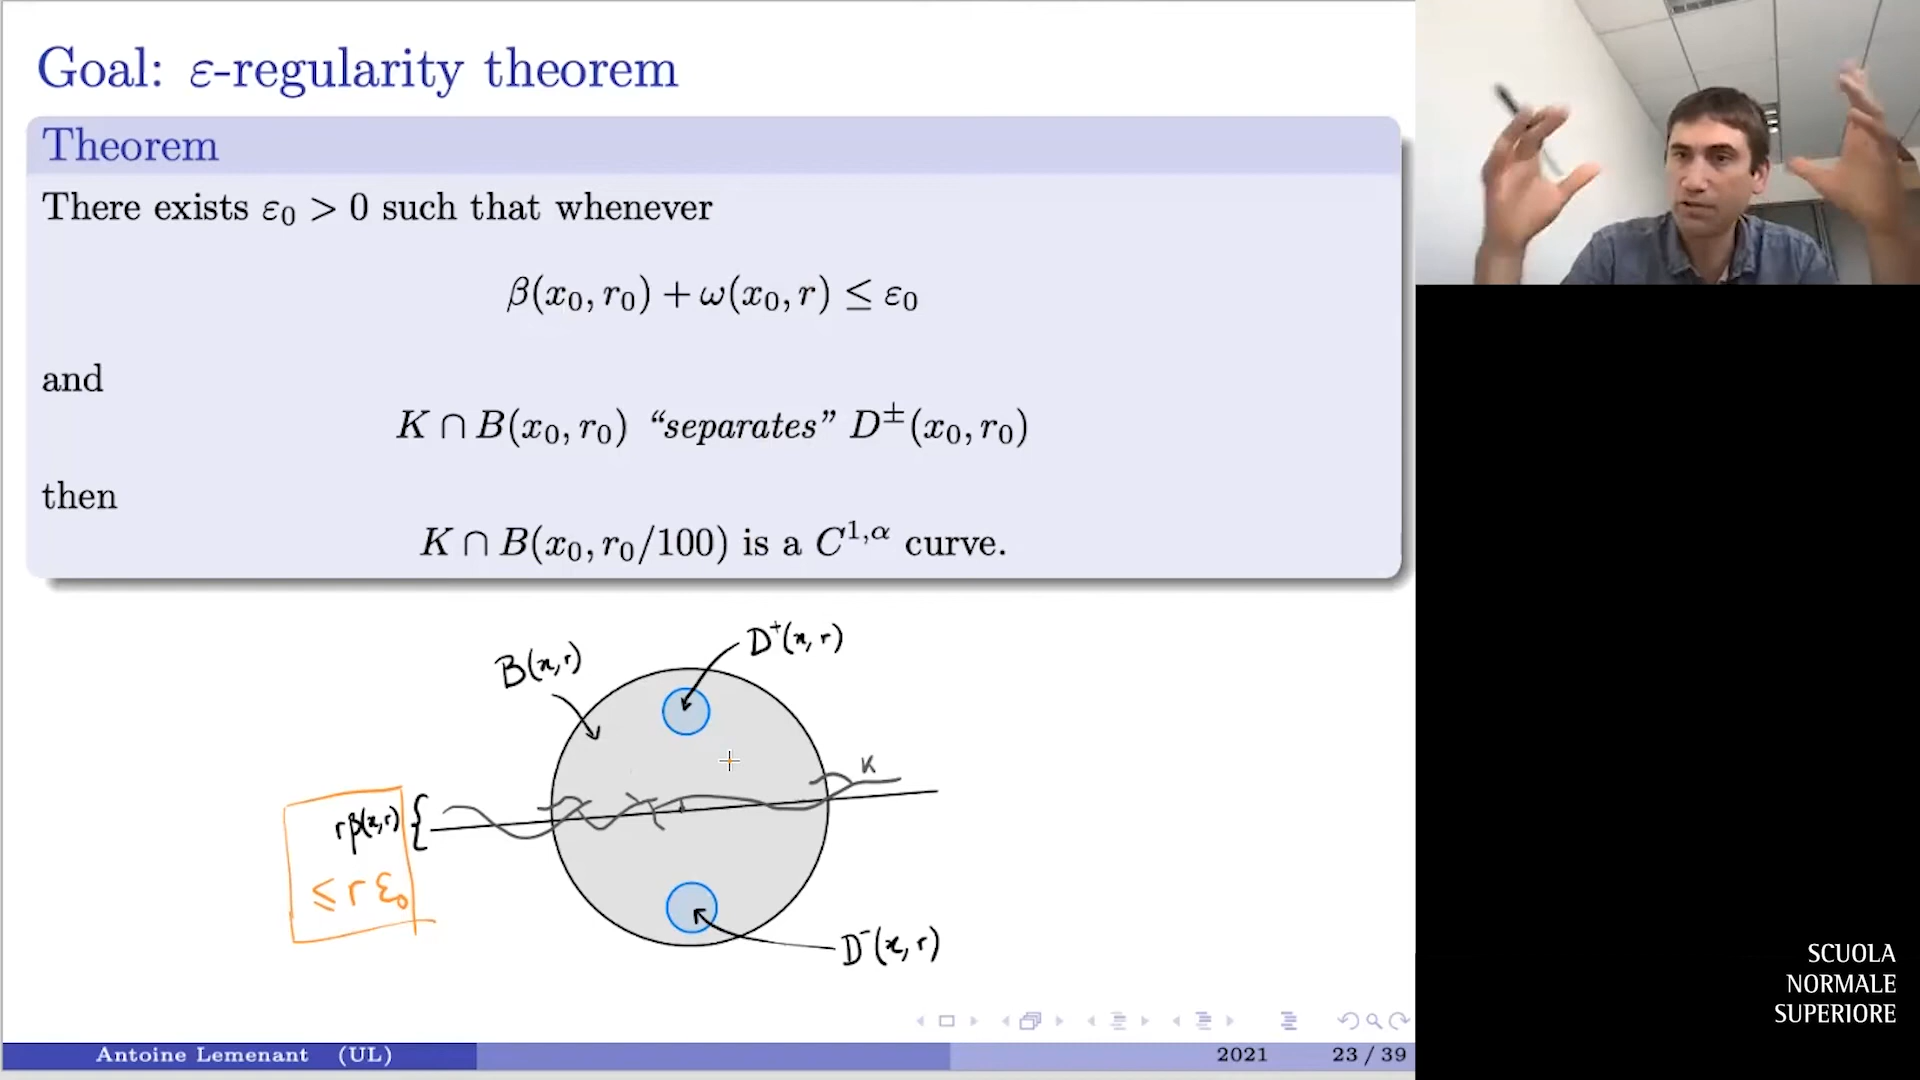 Goal: ε-regularity theorem
Theorem
There exists ε₀ > 0 such that whenever
β(x₀, r₀) + ω(x₀, r) ≤ ε₀
and
K ∩ B(x₀, r₀) “separates” D±(x₀, r₀)
then
K ∩ B(x₀, r₀/100) is a C^{1,α} curve.
D⁺(x, r)
B(x, r)
K
rβ(x, r) {
≤ r ε₀
D⁻(x, r)
SCUOLA
NORMALE
SUPERIORE
Antoine Lemenant (UL) 2021 23 / 39